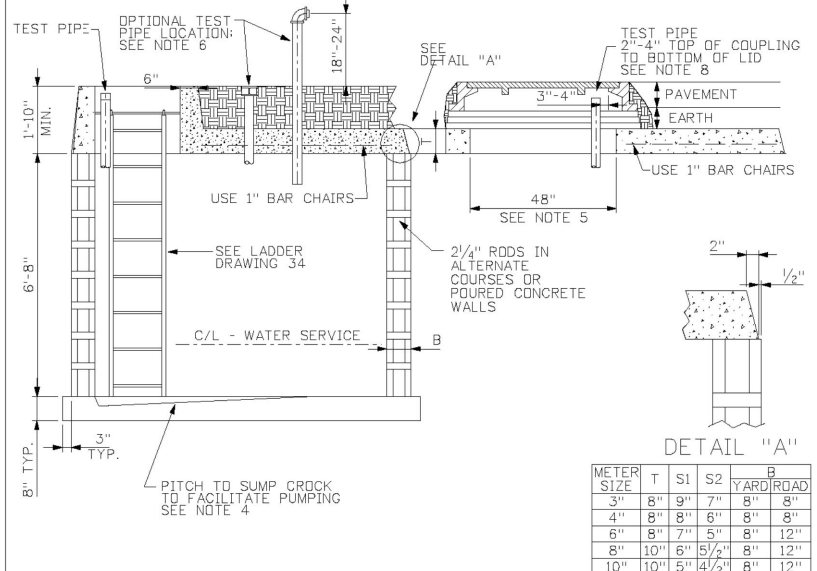 TEST PIPE
OPTIONAL TEST
PIPE LOCATION:
SEE NOTE 6
18"-24"
SEE
DETAIL "A"
TEST PIPE
2"-4" TOP OF COUPLING
TO BOTTOM OF LID
SEE NOTE 8
6"
3"-4"
PAVEMENT
EARTH
1'-10"
MIN.
T
USE 1" BAR CHAIRS
USE 1" BAR CHAIRS
48"
SEE NOTE 5
SEE LADDER
DRAWING 34
2 1/4" RODS IN
ALTERNATE
COURSES OR
POURED CONCRETE
WALLS
6'-8"
C/L - WATER SERVICE
B
2"
1/2"
8" TYP.
3"
TYP.
PITCH TO SUMP CROCK
TO FACILITATE PUMPING
SEE NOTE 4
DETAIL "A"
METER SIZE T S1 S2 B YARD ROAD
3" 8" 9" 7" 8" 8"
4" 8" 8" 6" 8" 8"
6" 8" 7" 5" 8" 12"
8" 10" 6" 5 1/2" 8" 12"
10" 10" 5" 4 1/2" 8" 12"